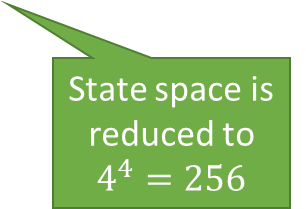 State space is
reduced to
4⁴ = 256